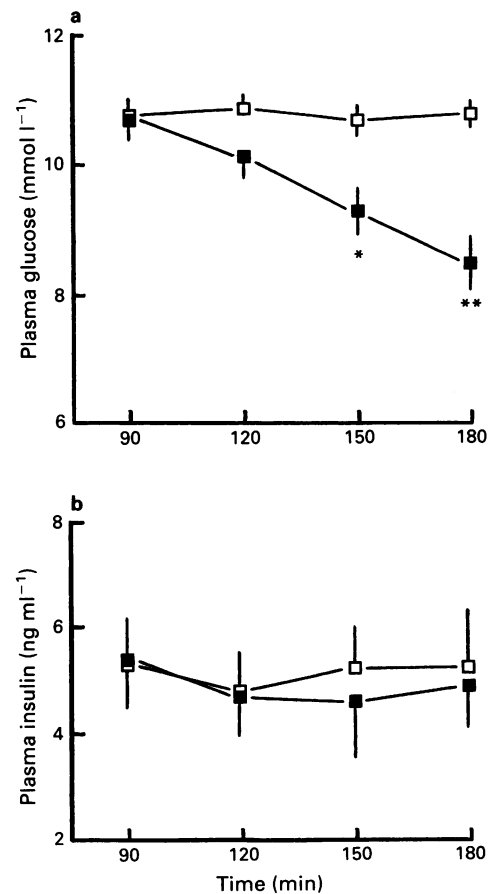 a
Plasma glucose (mmol l⁻¹)
12
10
8
6
*
**
90 120 150 180
b
Plasma insulin (ng ml⁻¹)
8
6
4
2
90 120 150 180
Time (min)